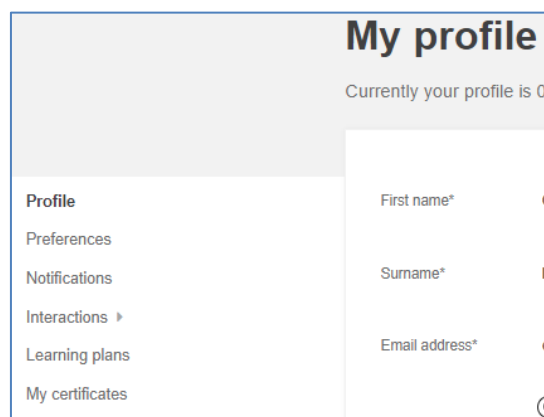 My profile
Currently your profile is 0
Profile
Preferences
Notifications
Interactions
Learning plans
My certificates
First name*
Surname*
Email address*